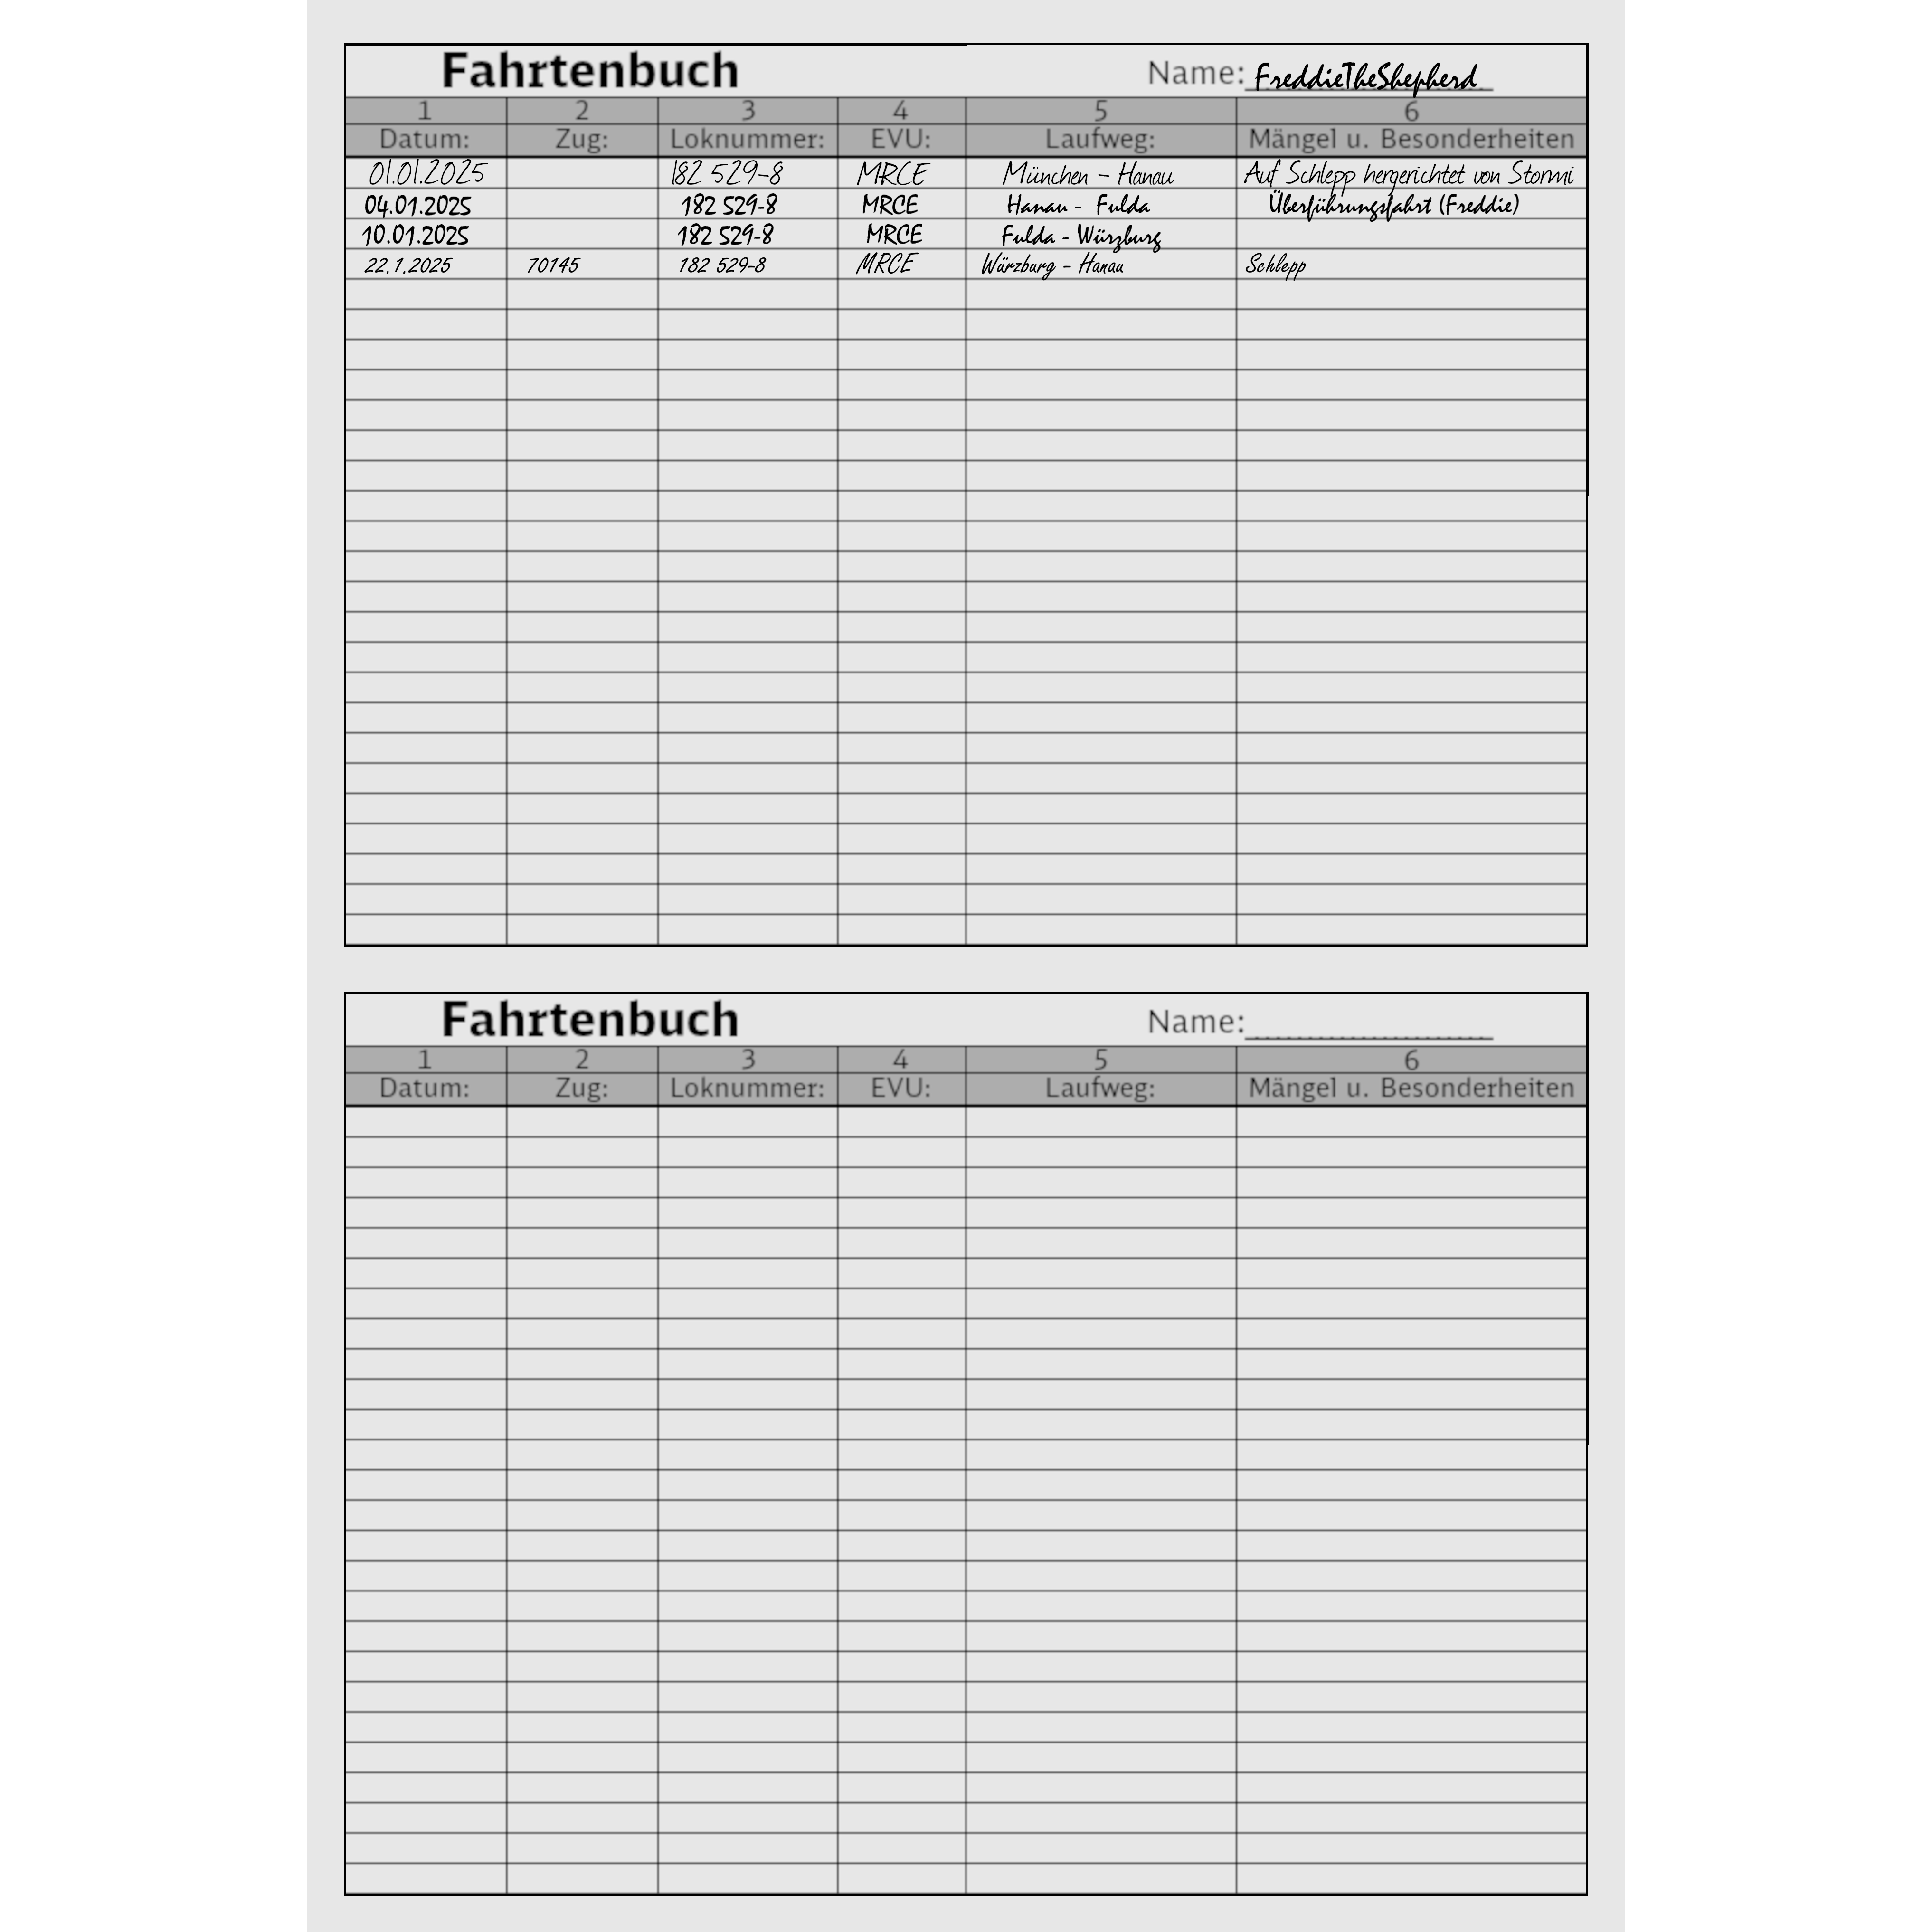 Fahrtenbuch Name: FreddieTheShepherd
1 2 3 4 5 6
Datum: Zug: Loknummer: EVU: Laufweg: Mängel u. Besonderheiten
01.01.2025 182 529-8 MRCE München - Hanau Auf Schlepp hergerichtet von Stormi
04.01.2025 182 529-8 MRCE Hanau - Fulda Überführungsfahrt (Freddie)
10.01.2025 182 529-8 MRCE Fulda - Würzburg
22.1.2025 70145 182 529-8 MRCE Würzburg - Hanau Schlepp
Fahrtenbuch Name:
1 2 3 4 5 6
Datum: Zug: Loknummer: EVU: Laufweg: Mängel u. Besonderheiten